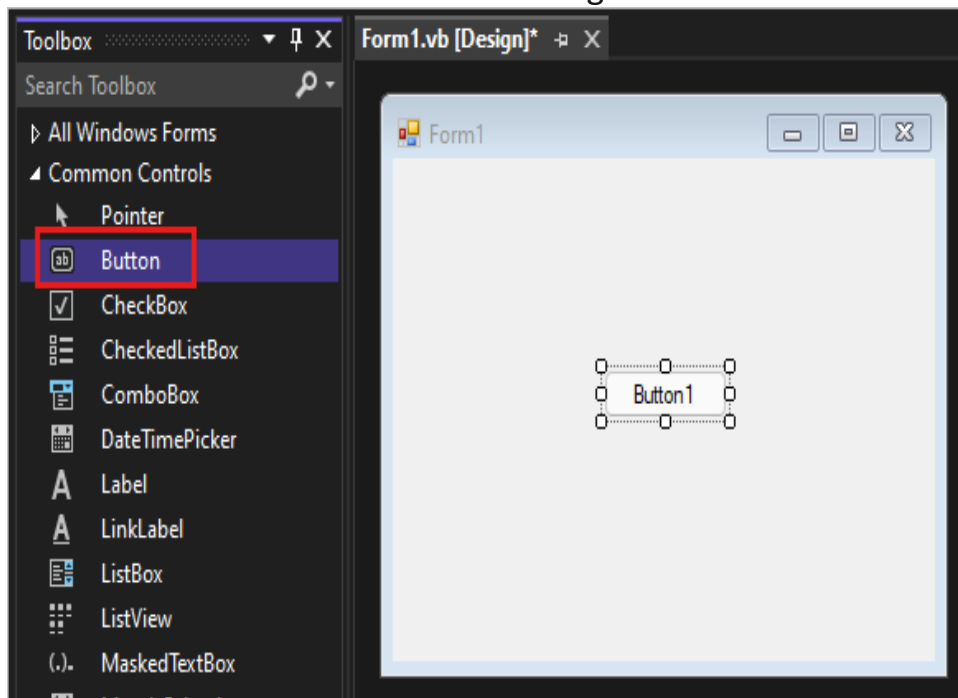 Toolbox
Form1.vb [Design]*
Search Toolbox
All Windows Forms
Common Controls
Pointer
Button
CheckBox
CheckedListBox
ComboBox
DateTimePicker
Label
LinkLabel
ListBox
ListView
MaskedTextBox
Form1
Button1